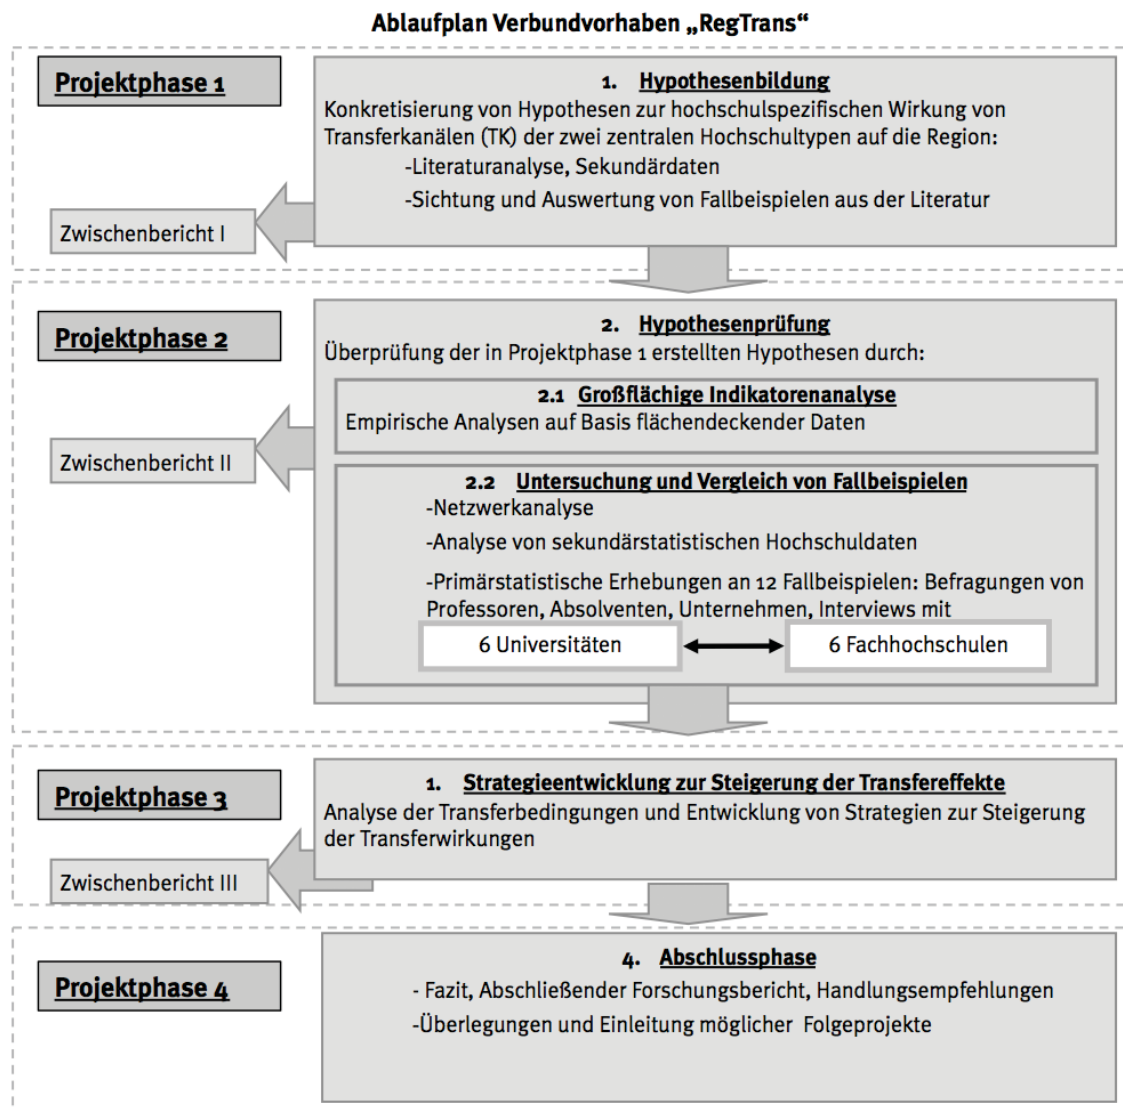 Ablaufplan Verbundvorhaben „RegTrans“
Projektphase 1
1. Hypothesenbildung
Konkretisierung von Hypothesen zur hochschulspezifischen Wirkung von
Transferkanälen (TK) der zwei zentralen Hochschultypen auf die Region:
-Literaturanalyse, Sekundärdaten
-Sichtung und Auswertung von Fallbeispielen aus der Literatur
Zwischenbericht I
Projektphase 2
2. Hypothesenprüfung
Überprüfung der in Projektphase 1 erstellten Hypothesen durch:
2.1 Großflächige Indikatorenanalyse
Empirische Analysen auf Basis flächendeckender Daten
Zwischenbericht II
2.2 Untersuchung und Vergleich von Fallbeispielen
-Netzwerkanalyse
-Analyse von sekundärstatistischen Hochschuldaten
-Primärstatistische Erhebungen an 12 Fallbeispielen: Befragungen von
Professoren, Absolventen, Unternehmen, Interviews mit
6 Universitäten
6 Fachhochschulen
Projektphase 3
1. Strategieentwicklung zur Steigerung der Transfereffekte
Analyse der Transferbedingungen und Entwicklung von Strategien zur Steigerung
der Transferwirkungen
Zwischenbericht III
Projektphase 4
4. Abschlussphase
- Fazit, Abschließender Forschungsbericht, Handlungsempfehlungen
-Überlegungen und Einleitung möglicher Folgeprojekte